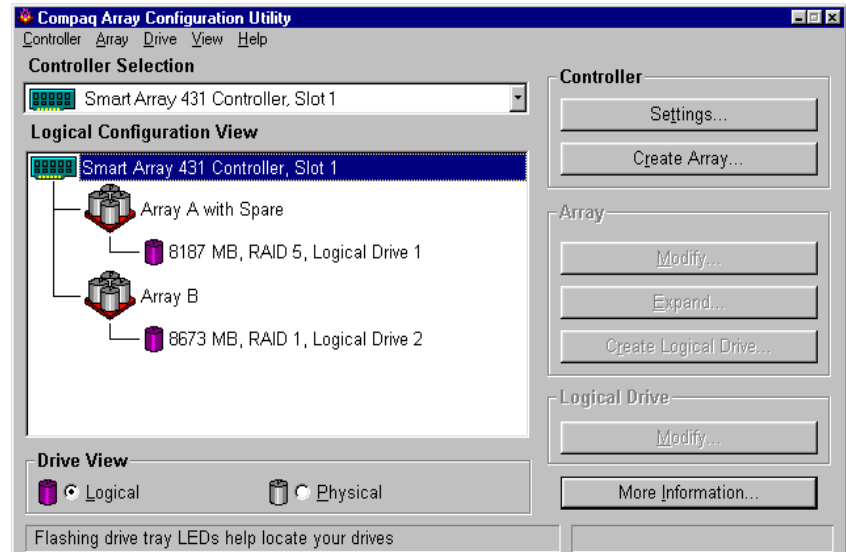 Compaq Array Configuration Utility
Controller Array Drive View Help
Controller Selection
Smart Array 431 Controller, Slot 1
Logical Configuration View
Smart Array 431 Controller, Slot 1
Array A with Spare
8187 MB, RAID 5, Logical Drive 1
Array B
8673 MB, RAID 1, Logical Drive 2
Drive View
Logical Physical
Flashing drive tray LEDs help locate your drives
Controller
Settings...
Create Array...
Array
Modify...
Expand...
Create Logical Drive...
Logical Drive
Modify...
More Information...